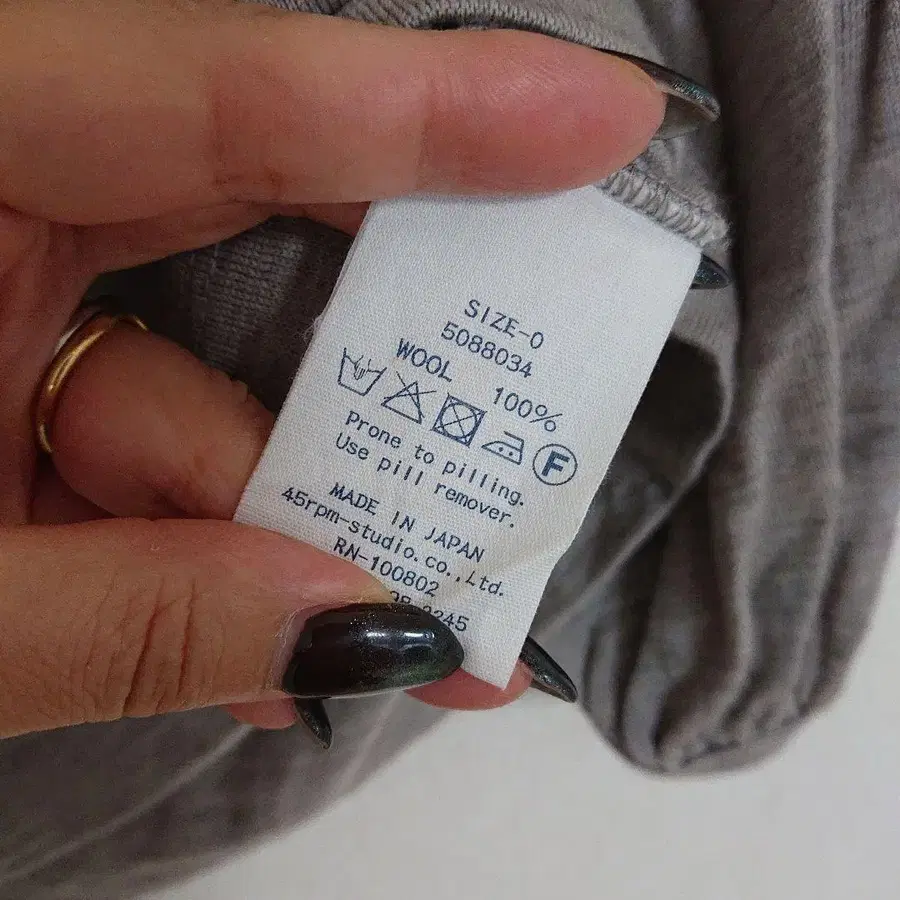 SIZE-0
5088034
WOOL 100%
F
Prone to pilling.
Use pill remover.
MADE IN JAPAN
45rpm-studio.co.,Ltd.
RN-100802